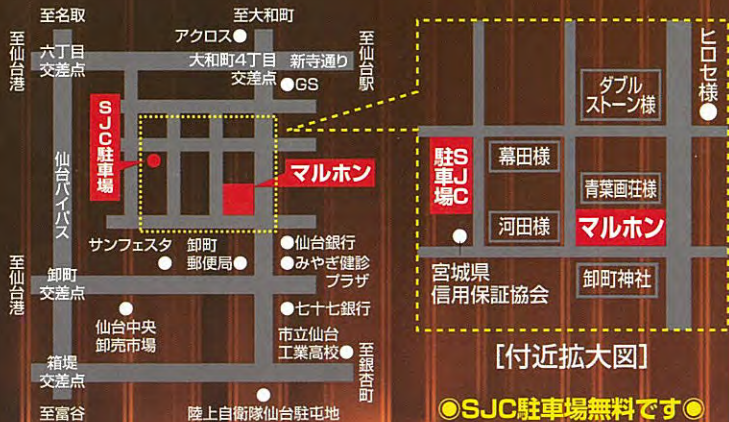 至名取
至大和町
アクロス
至仙台港
六丁目
交差点
大和町4丁目
交差点
新寺通り
至仙台駅
GS
SJC駐車場
マルホン
仙台バイパス
サンフェスタ
卸町
郵便局
仙台銀行
みやぎ健診
プラザ
至仙台港
卸町
交差点
仙台中央
卸売市場
七十七銀行
市立仙台
工業高校
箱堤
交差点
至銀杏町
至富谷
陸上自衛隊仙台駐屯地
ヒロセ様
ダブル
ストーン様
SJC
駐車場
幕田様
青葉画荘様
河田様
マルホン
宮城県
信用保証協会
卸町神社
[付近拡大図]
◎SJC駐車場無料です◎